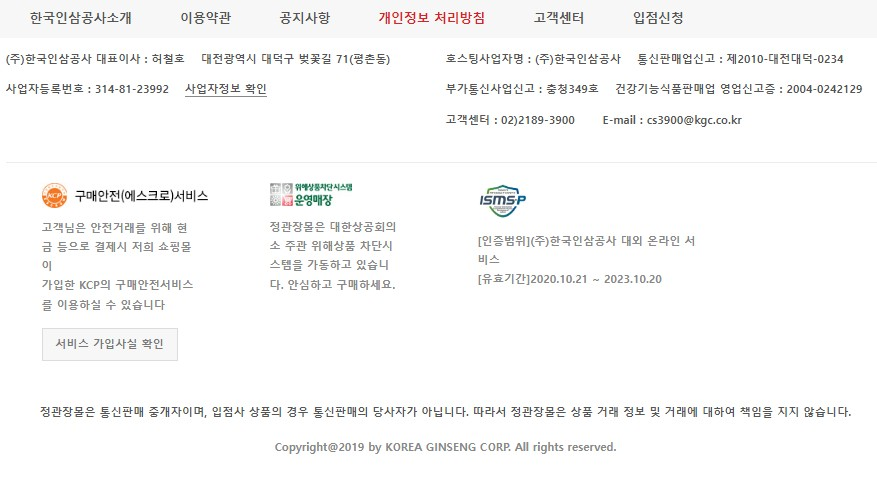 한국인삼공사소개 이용약관 공지사항 개인정보 처리방침 고객센터 입점신청
(주)한국인삼공사 대표이사 : 허철호 대전광역시 대덕구 벚꽃길 71(평촌동)
호스팅사업자명 : (주)한국인삼공사 통신판매업신고 : 제2010-대전대덕-0234
사업자등록번호 : 314-81-23992 사업자정보 확인
부가통신사업신고 : 충청349호 건강기능식품판매업 영업신고증 : 2004-0242129
고객센터 : 02)2189-3900 E-mail : cs3900@kgc.co.kr
KCP 구매안전(에스크로)서비스
고객님은 안전거래를 위해 현
금 등으로 결제시 저희 쇼핑몰
이
가입한 KCP의 구매안전서비스
를 이용하실 수 있습니다
서비스 가입사실 확인
위해상품차단시스템
운영매장
정관장몰은 대한상공회의
소 주관 위해상품 차단시
스템을 가동하고 있습니
다. 안심하고 구매하세요.
ISMS-P
[인증범위](주)한국인삼공사 대외 온라인 서
비스
[유효기간]2020.10.21 ~ 2023.10.20
정관장몰은 통신판매 중개자이며, 입점사 상품의 경우 통신판매의 당사자가 아닙니다. 따라서 정관장몰은 상품 거래 정보 및 거래에 대하여 책임을 지지 않습니다.
Copyright@2019 by KOREA GINSENG CORP. All rights reserved.